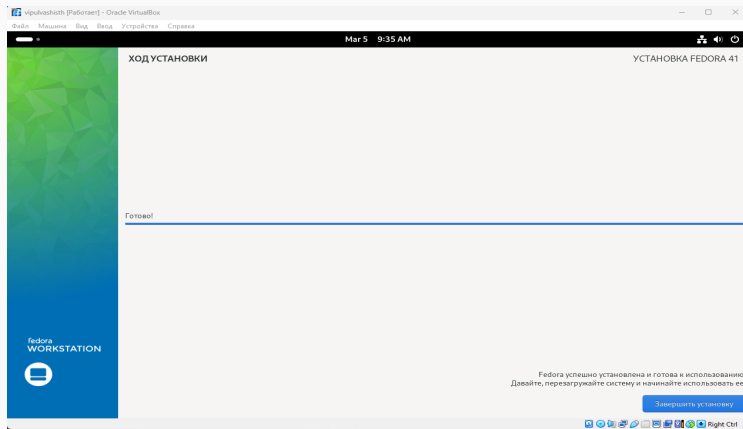 vipulvashisth [Работает] - Oracle VirtualBox
Файл Машина Вид Ввод Устройства Справка
Mar 5 9:35 AM
ХОД УСТАНОВКИ
УСТАНОВКА FEDORA 41
Готово!
fedora
WORKSTATION
Fedora успешно установлена и готова к использованию
Давайте, перезагружайте систему и начинайте использовать ее
Завершить установку
Right Ctrl